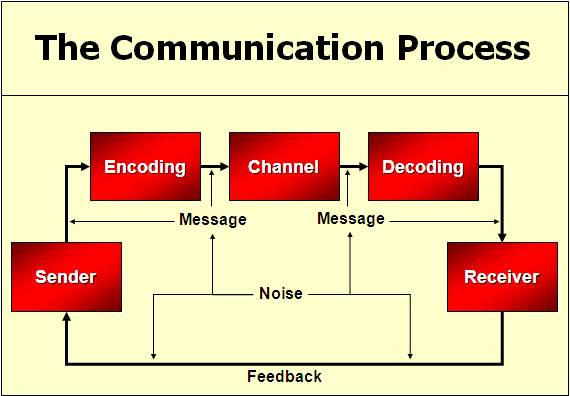 The Communication Process
Encoding
Channel
Decoding
Message
Message
Sender
Noise
Receiver
Feedback